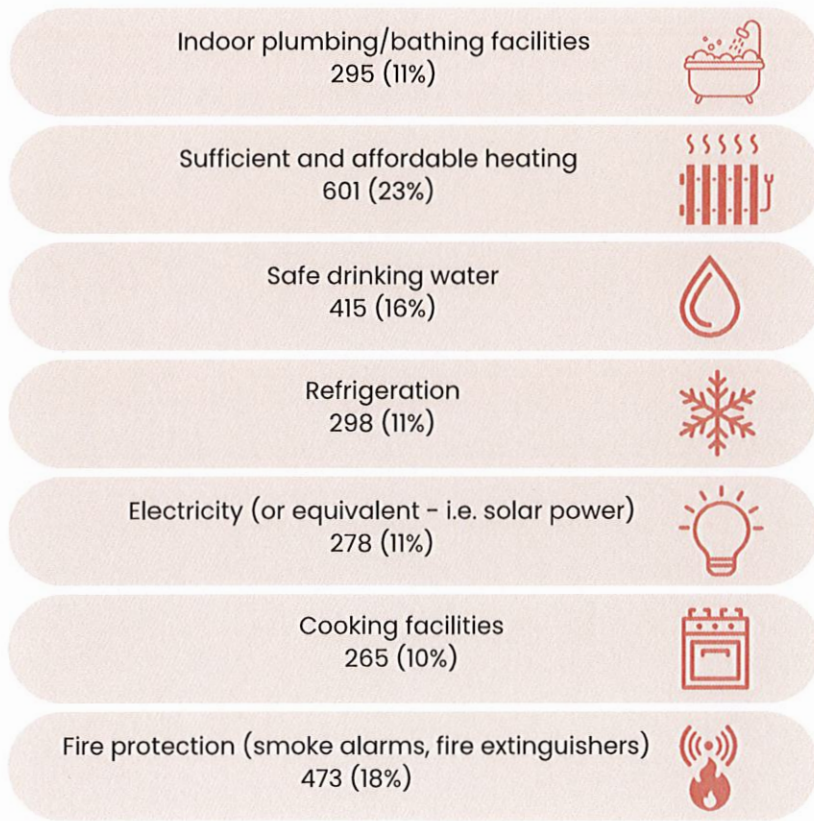 Indoor plumbing/bathing facilities
295 (11%)
Sufficient and affordable heating
601 (23%)
Safe drinking water
415 (16%)
Refrigeration
298 (11%)
Electricity (or equivalent - i.e. solar power)
278 (11%)
Cooking facilities
265 (10%)
Fire protection (smoke alarms, fire extinguishers)
473 (18%)